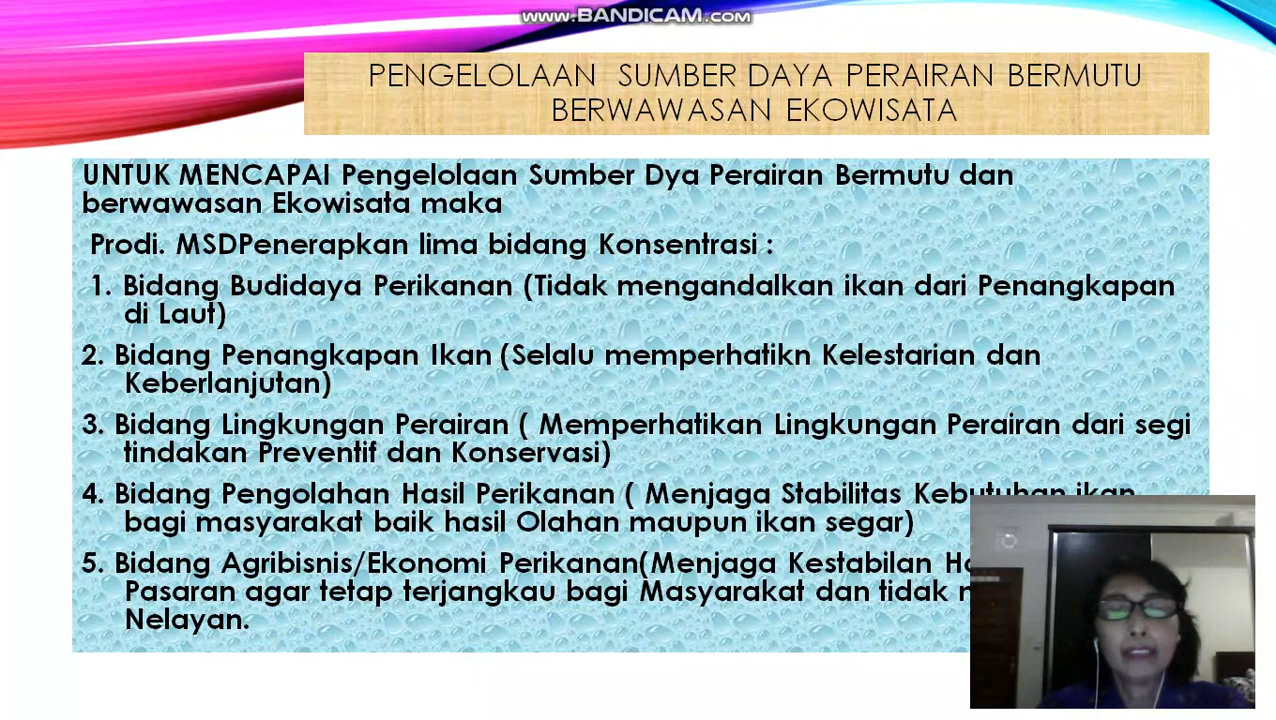 www.BANDICAM.com
PENGELOLAAN SUMBER DAYA PERAIRAN BERMUTU
BERWAWASAN EKOWISATA
UNTUK MENCAPAI Pengelolaan Sumber Dya Perairan Bermutu dan
berwawasan Ekowisata maka
Prodi. MSDPenerapkan lima bidang Konsentrasi :
1. Bidang Budidaya Perikanan (Tidak mengandalkan ikan dari Penangkapan
di Laut)
2. Bidang Penangkapan Ikan (Selalu memperhatikn Kelestarian dan
Keberlanjutan)
3. Bidang Lingkungan Perairan ( Memperhatikan Lingkungan Perairan dari segi
tindakan Preventif dan Konservasi)
4. Bidang Pengolahan Hasil Perikanan ( Menjaga Stabilitas Kebutuhan ikan
bagi masyarakat baik hasil Olahan maupun ikan segar)
5. Bidang Agribisnis/Ekonomi Perikanan(Menjaga Kestabilan
Pasaran agar tetap terjangkau bagi Masyarakat dan tidak
Nelayan.